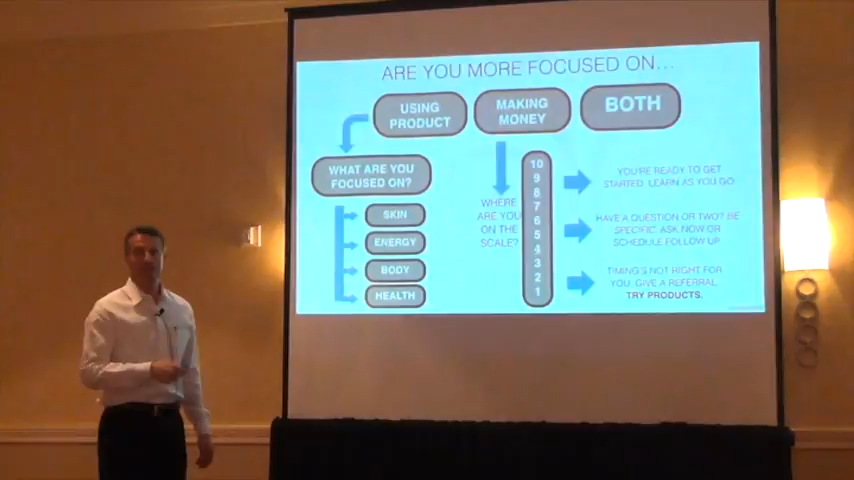 ARE YOU MORE FOCUSED ON...
USING
PRODUCT
MAKING
MONEY
BOTH
WHAT ARE YOU
FOCUSED ON?
SKIN
ENERGY
BODY
HEALTH
WHERE
ARE YOU
ON THE
SCALE?
10
9
8
7
6
5
4
3
2
1
YOU'RE READY TO GET
STARTED. LEARN AS YOU GO
HAVE A QUESTION OR TWO? BE
SPECIFIC. ASK NOW OR
SCHEDULE FOLLOW UP
TIMING'S NOT RIGHT FOR
YOU. GIVE A REFERRAL.
TRY PRODUCTS.